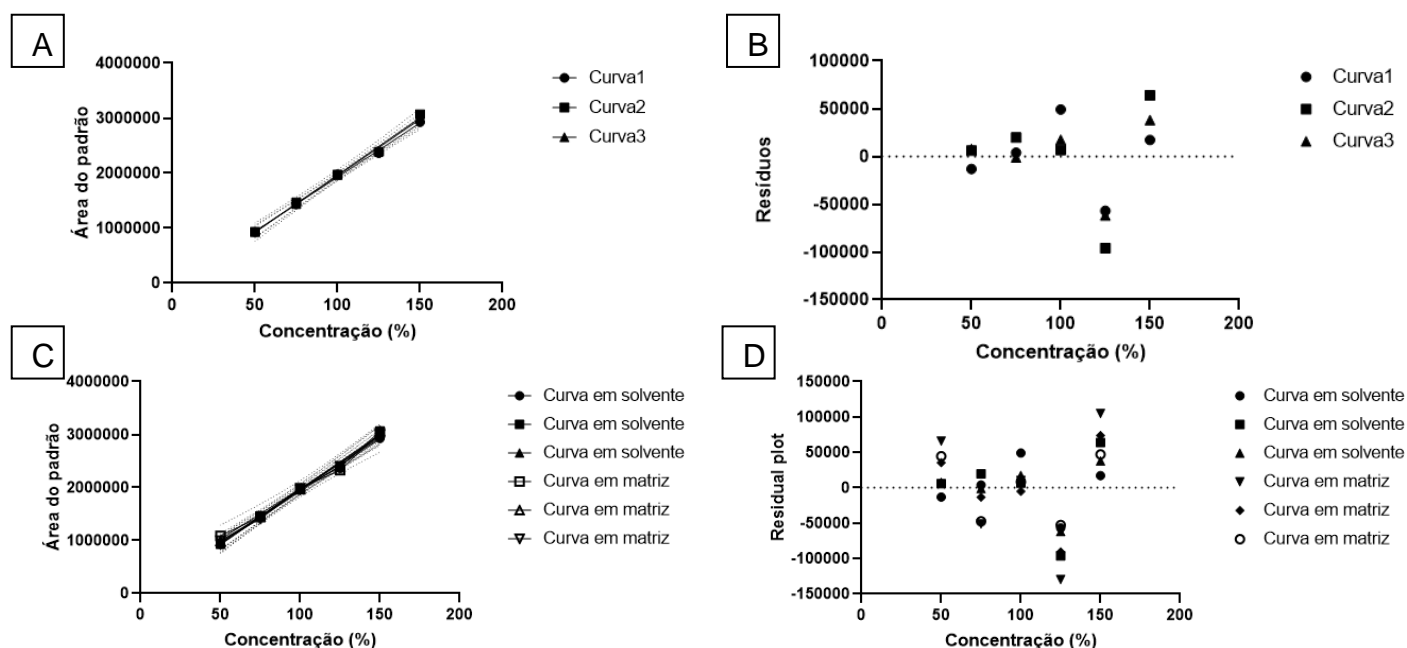 A
4000000
3000000
2000000
1000000
0
0
50
100
150
200
Área do padrão
Concentração (%)
Curva1
Curva2
Curva3
B
100000
50000
0
-50000
-100000
-150000
0
50
100
150
200
Resíduos
Concentração (%)
Curva1
Curva2
Curva3
C
4000000
3000000
2000000
1000000
0
0
50
100
150
200
Área do padrão
Concentração (%)
Curva em solvente
Curva em solvente
Curva em solvente
Curva em matriz
Curva em matriz
Curva em matriz
D
150000
100000
50000
0
-50000
-100000
-150000
0
50
100
150
200
Residual plot
Concentração (%)
Curva em solvente
Curva em solvente
Curva em solvente
Curva em matriz
Curva em matriz
Curva em matriz